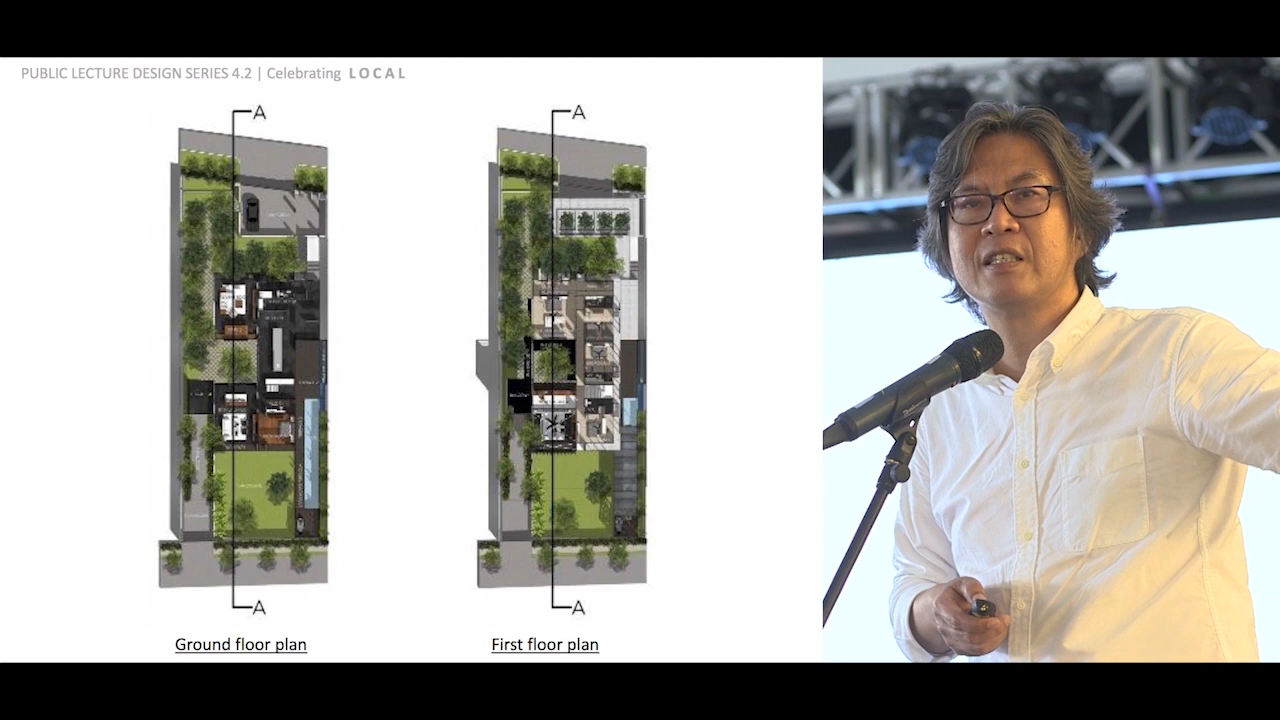 PUBLIC LECTURE DESIGN SERIES 4.2 | Celebrating LOCAL
A
A
A
A
Ground floor plan
First floor plan